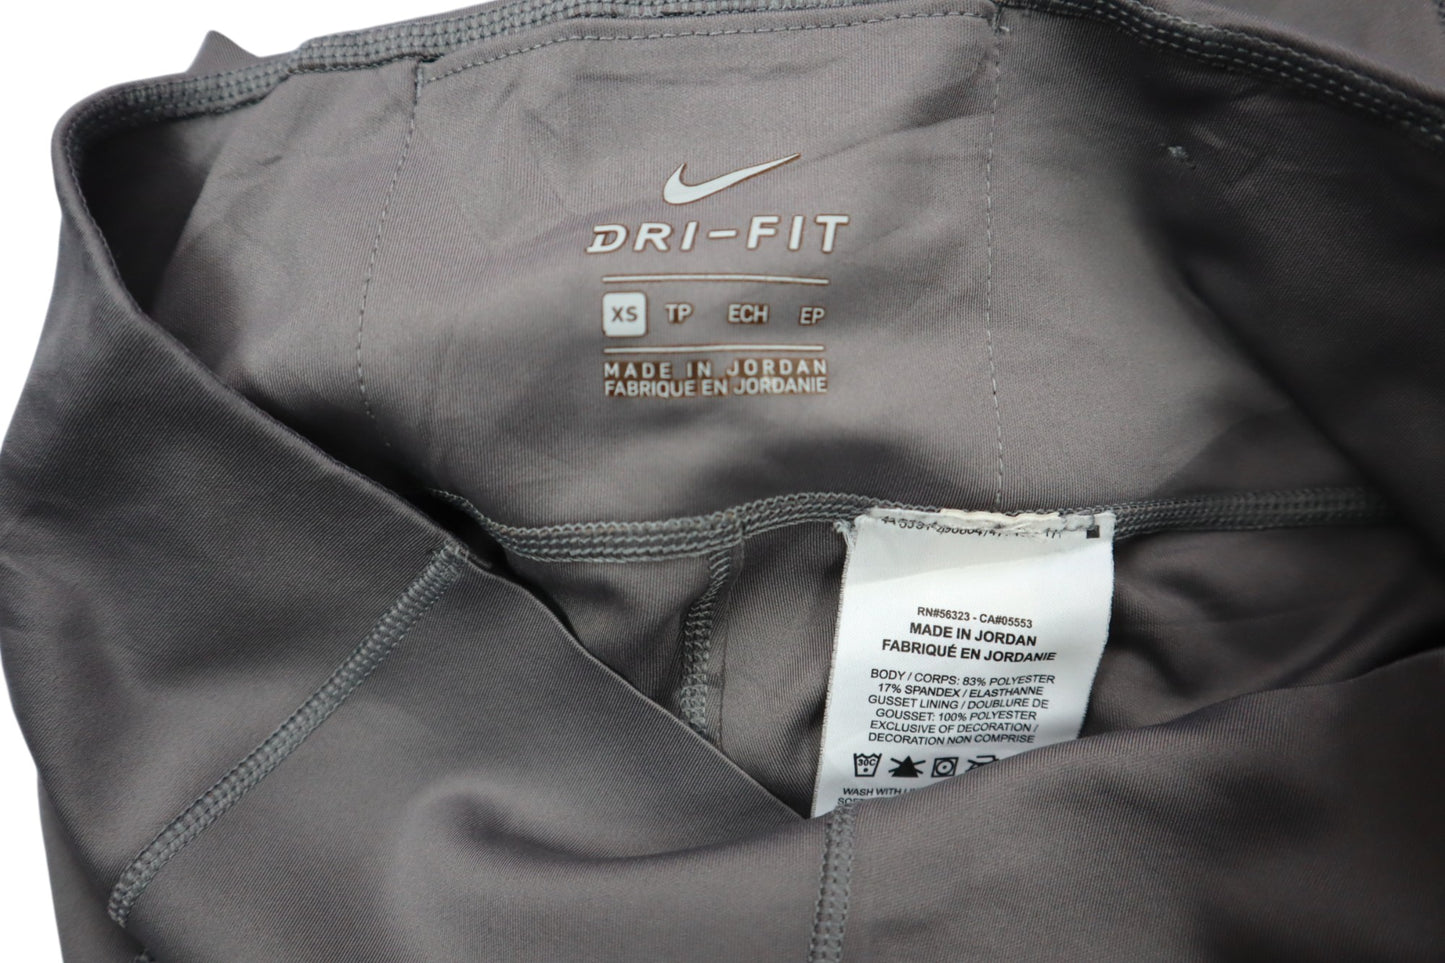 DRI-FIT
XS TP ECH EP
MADE IN JORDAN
FABRIQUE EN JORDANIE
RN#56323 - CA#05553
MADE IN JORDAN
FABRIQUÉ EN JORDANIE
BODY / CORPS: 83% POLYESTER
17% SPANDEX / ELASTHANNE
GUSSET LINING / DOUBLURE DE
GOUSSET: 100% POLYESTER
EXCLUSIVE OF DECORATION /
DECORATION NON COMPRISE
30C
WASH WITH